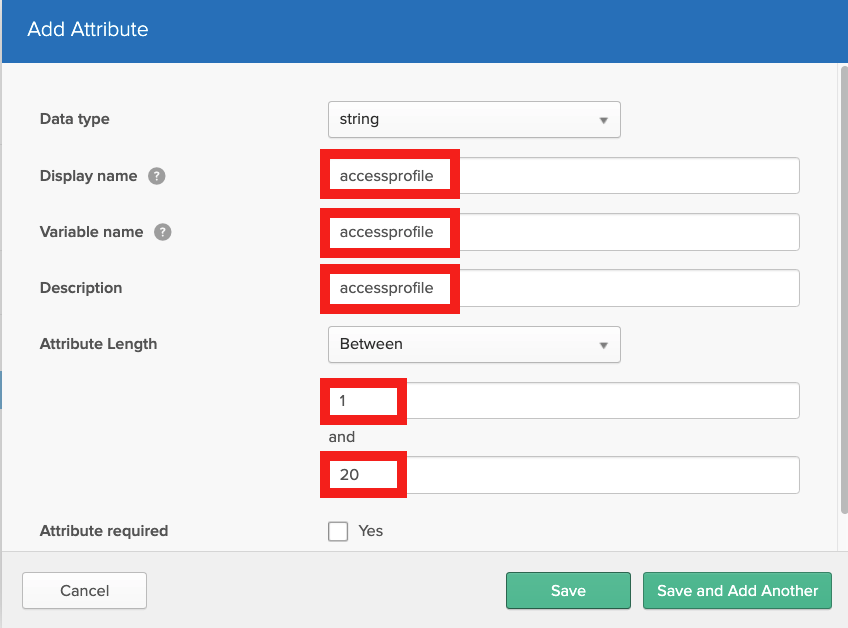 Add Attribute
Data type
string
Display name ?
accessprofile
Variable name ?
accessprofile
Description
accessprofile
Attribute Length
Between
1
and
20
Attribute required
Yes
Cancel
Save
Save and Add Another